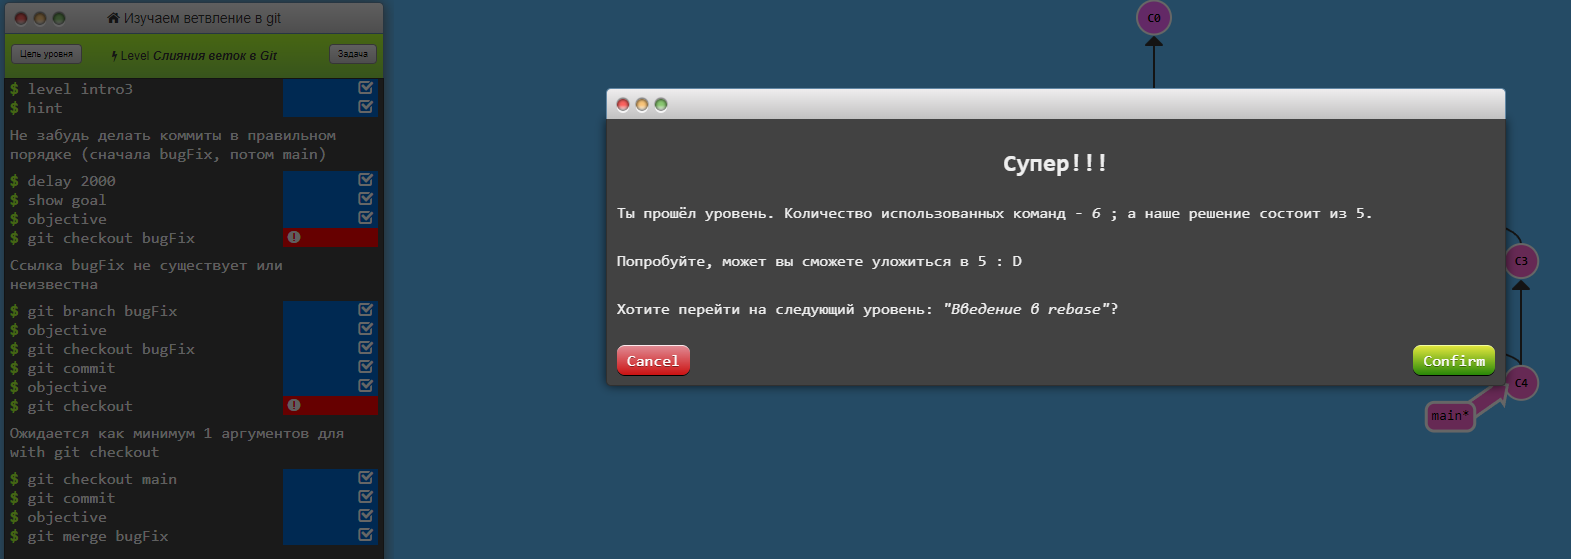 Изучаем ветвление в git
Цель уровня
Level Слияния веток в Git
Задача
$ level intro3
$ hint
Не забудь делать коммиты в правильном
порядке (сначала bugFix, потом main)
$ delay 2000
$ show goal
$ objective
$ git checkout bugFix
Ссылка bugFix не существует или
неизвестна
$ git branch bugFix
$ objective
$ git checkout bugFix
$ git commit
$ objective
$ git checkout
Ожидается как минимум 1 аргументов для
with git checkout
$ git checkout main
$ git commit
$ objective
$ git merge bugFix
C0
Супер!!!
Ты прошёл уровень. Количество использованных команд - 6 ; а наше решение состоит из 5.
Попробуйте, может вы сможете уложиться в 5 : D
Хотите перейти на следующий уровень: "Введение в rebase"?
Cancel
Confirm
C3
C4
main*